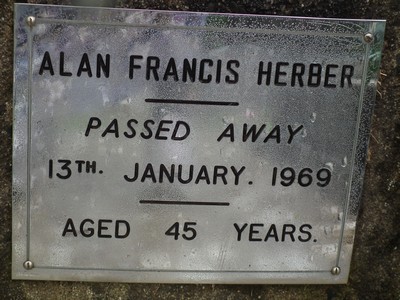 ALAN FRANCIS HERBER
PASSED AWAY
13TH. JANUARY. 1969
AGED 45 YEARS.